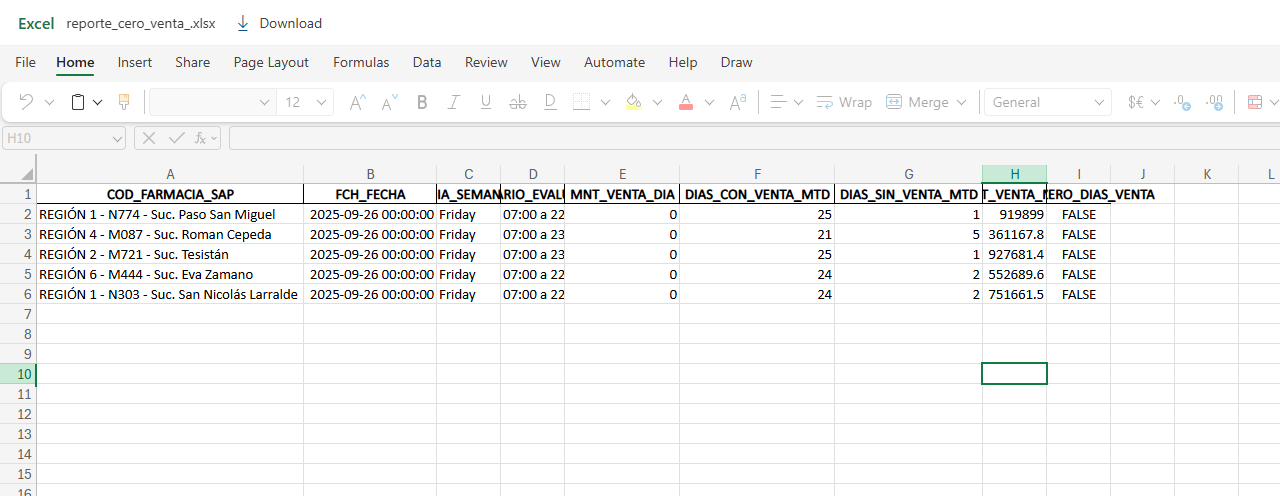 Excel reporte_cero_venta_.xlsx Download
File Home Insert Share Page Layout Formulas Data Review View Automate Help Draw
12 A^ A˅ B I U ab D A A Wrap Merge General $€ .0 .00
H10 fx
A B C D E F G H I J K L
1 COD_FARMACIA_SAP FCH_FECHA IA_SEMAN RIO_EVAL MNT_VENTA_DIA DIAS_CON_VENTA_MTD DIAS_SIN_VENTA_MTD T_VENTA_ ERO_DIAS_VENTA
2 REGIÓN 1 - N774 - Suc. Paso San Miguel 2025-09-26 00:00:00 Friday 07:00 a 22 0 25 1 919899 FALSE
3 REGIÓN 4 - M087 - Suc. Roman Cepeda 2025-09-26 00:00:00 Friday 07:00 a 23 0 21 5 361167.8 FALSE
4 REGIÓN 2 - M721 - Suc. Tesistán 2025-09-26 00:00:00 Friday 07:00 a 23 0 25 1 927681.4 FALSE
5 REGIÓN 6 - M444 - Suc. Eva Zamano 2025-09-26 00:00:00 Friday 07:00 a 22 0 24 2 552689.6 FALSE
6 REGIÓN 1 - N303 - Suc. San Nicolás Larralde 2025-09-26 00:00:00 Friday 07:00 a 22 0 24 2 751661.5 FALSE
7
8
9
10
11
12
13
14
15
16